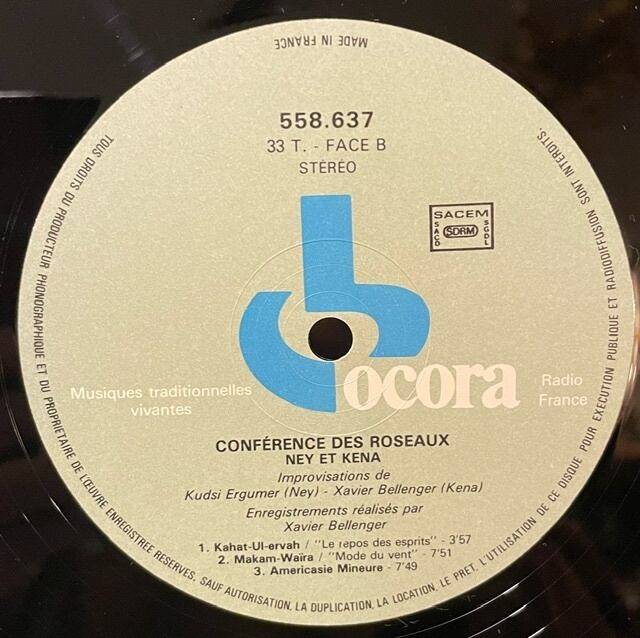 MADE IN FRANCE
558.637
33 T. - FACE B
STÉRÉO
SACEM
SACD
SDRM
SGDL
ocora
Musiques traditionnelles
vivantes
Radio
France
CONFÉRENCE DES ROSEAUX
NEY ET KENA
Improvisations de
Kudsi Ergumer (Ney) - Xavier Bellenger (Kena)
Enregistrements réalisés par
Xavier Bellenger
1. Kahat-Ul-ervah / "Le repos des esprits" - 3'57
2. Makam-Waïra / "Mode du vent" - 7'51
3. Americasie Mineure - 7'49
TOUS DROITS DU PRODUCTEUR PHONOGRAPHIQUE ET DU PROPRIETAIRE DE L'ŒUVRE ENREGISTREE RESERVES. SAUF AUTORISATION, LA DUPLICATION, LA LOCATION, LE PRET, L'UTILISATION DE CE DISQUE POUR EXECUTION PUBLIQUE ET RADIODIFFUSION SONT INTERDITS.